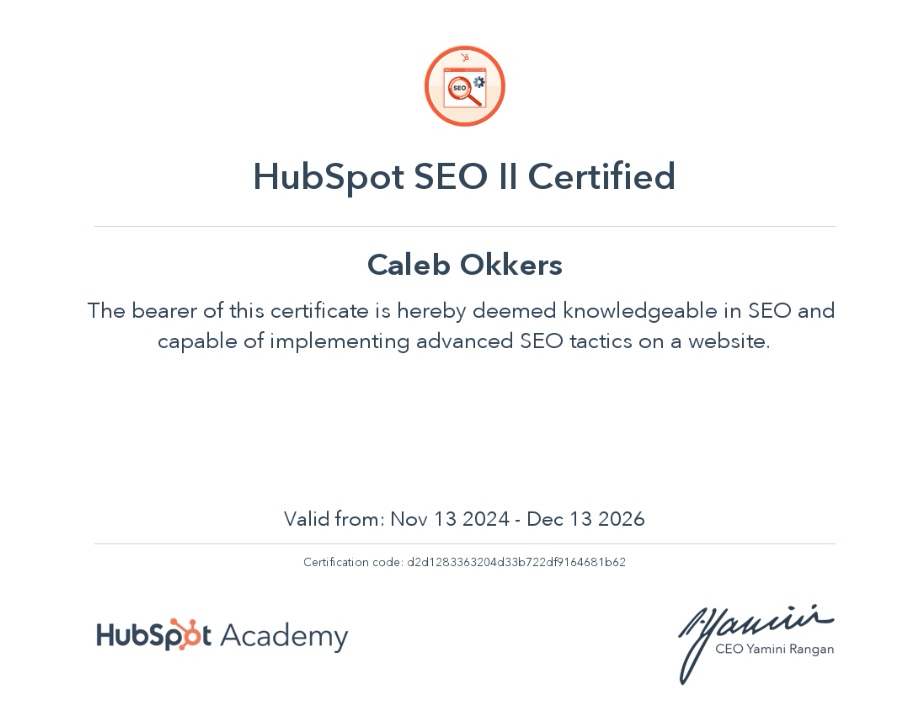 SEO
HubSpot SEO II Certified
Caleb Okkers
The bearer of this certificate is hereby deemed knowledgeable in SEO and
capable of implementing advanced SEO tactics on a website.
Valid from: Nov 13 2024 - Dec 13 2026
Certification code: d2d1283363204d33b722df9164681b62
HubSpot Academy
Yamini
CEO Yamini Rangan